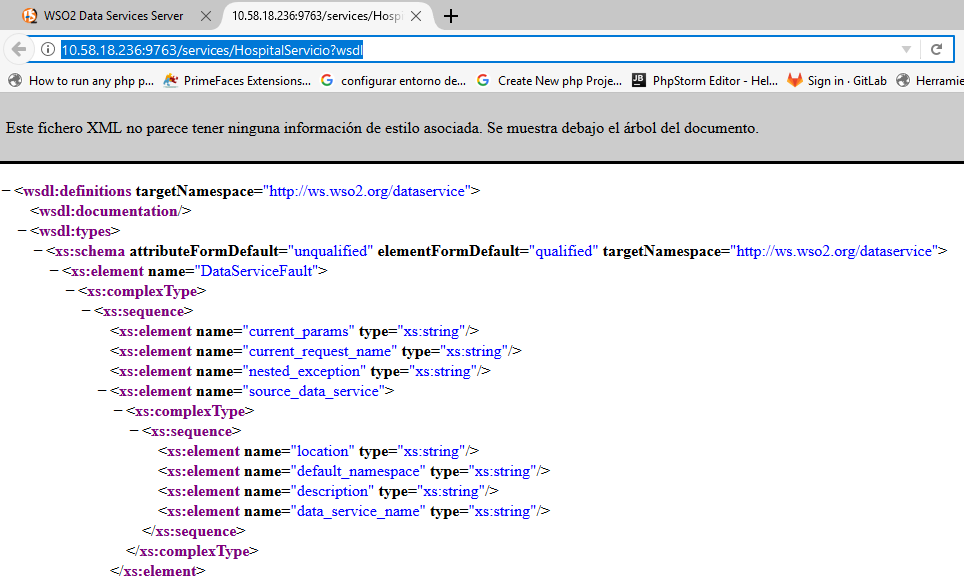 WSO2 Data Services Server
10.58.18.236:9763/services/Hospi
10.58.18.236:9763/services/HospitalServicio?wsdl
How to run any php p...
PrimeFaces Extensions...
configurar entorno de...
Create New php Proje...
PhpStorm Editor - Hel...
Sign in · GitLab
Herramie
Este fichero XML no parece tener ninguna información de estilo asociada. Se muestra debajo el árbol del documento.
−<wsdl:definitions targetNamespace="http://ws.wso2.org/dataservice">
<wsdl:documentation/>
−<wsdl:types>
−<xs:schema attributeFormDefault="unqualified" elementFormDefault="qualified" targetNamespace="http://ws.wso2.org/dataservice">
−<xs:element name="DataServiceFault">
−<xs:complexType>
−<xs:sequence>
<xs:element name="current_params" type="xs:string"/>
<xs:element name="current_request_name" type="xs:string"/>
<xs:element name="nested_exception" type="xs:string"/>
−<xs:element name="source_data_service">
−<xs:complexType>
−<xs:sequence>
<xs:element name="location" type="xs:string"/>
<xs:element name="default_namespace" type="xs:string"/>
<xs:element name="description" type="xs:string"/>
<xs:element name="data_service_name" type="xs:string"/>
</xs:sequence>
</xs:complexType>
</xs:element>